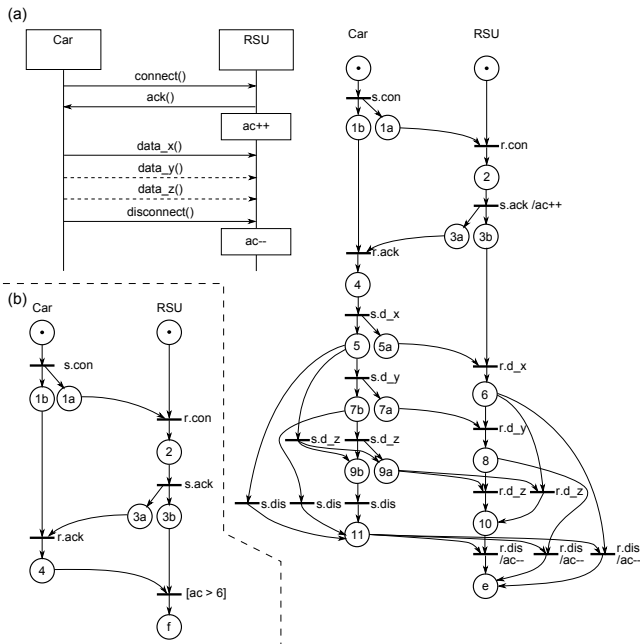 (a)
Car RSU
connect()
ack()
ac++
data_x()
data_y()
data_z()
disconnect()
ac--
(b)
Car RSU
s.con
1b 1a
r.con
2
s.ack
3a 3b
r.ack
4
[ac > 6]
f
Car RSU
s.con
1b 1a
r.con
2
s.ack /ac++
3a 3b
r.ack
4
s.d_x
5 5a
r.d_x
s.d_y
6
7b 7a
r.d_y
s.d_z s.d_z
8
9b 9a
r.d_z r.d_z
s.dis s.dis s.dis
10
11
r.dis r.dis r.dis
/ac-- /ac-- /ac--
e